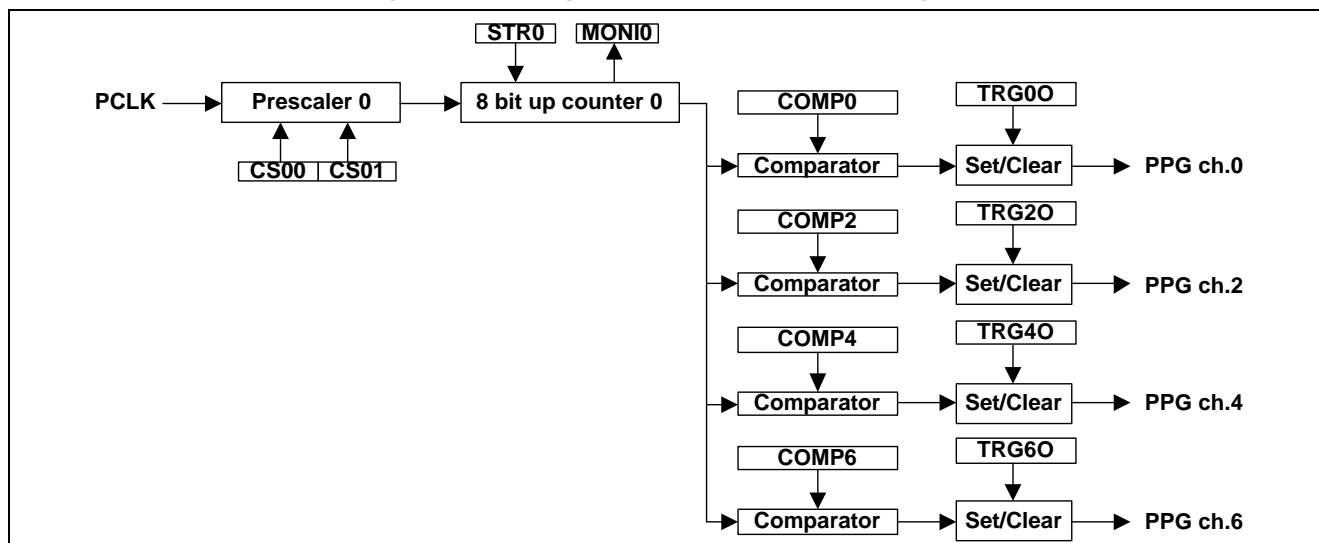 STR0 MONI0
PCLK Prescaler 0 8 bit up counter 0
CS00 CS01
COMP0 TRG0O
Comparator Set/Clear PPG ch.0
COMP2 TRG2O
Comparator Set/Clear PPG ch.2
COMP4 TRG4O
Comparator Set/Clear PPG ch.4
COMP6 TRG6O
Comparator Set/Clear PPG ch.6